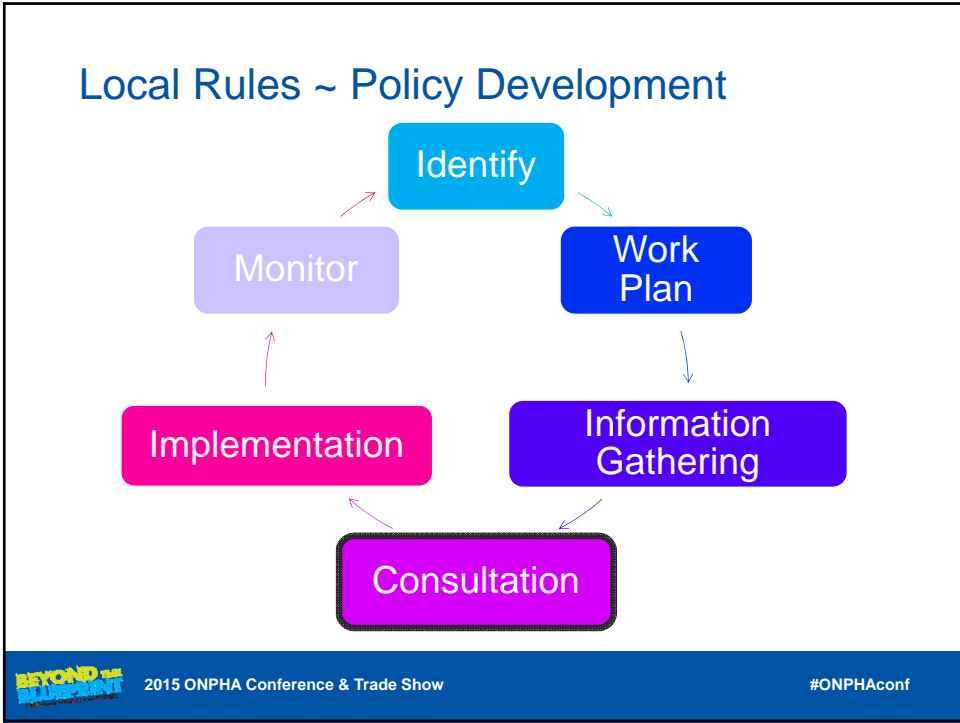 Local Rules ~ Policy Development
Identify
Work
Plan
Information
Gathering
Consultation
Implementation
Monitor
BEYOND THE
BLUEPRINT
2015 ONPHA Conference & Trade Show
#ONPHAconf